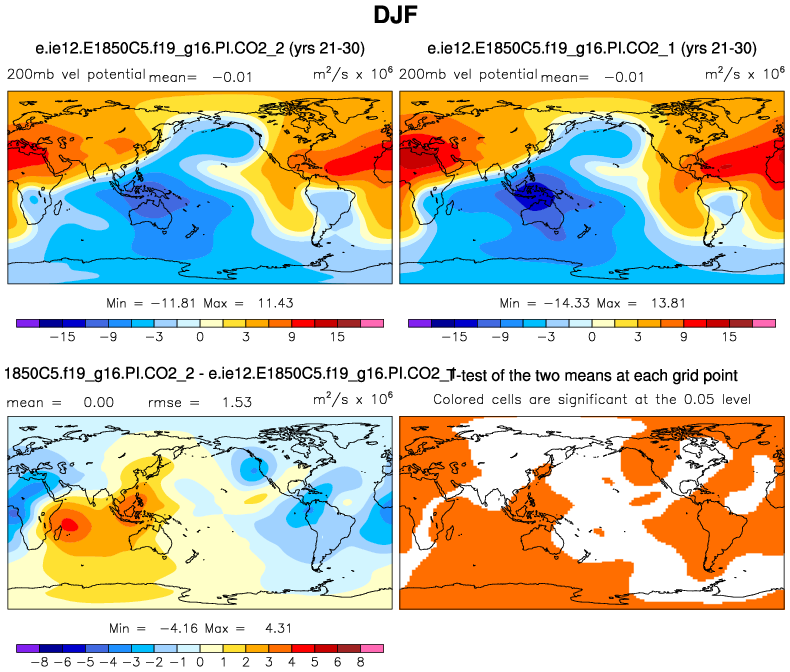 DJF
e.ie12.E1850C5.f19_g16.PI.CO2_2 (yrs 21-30)
200mb vel potential mean= -0.01 m²/s x 10⁶
Min = -11.81 Max = 11.43
-15 -9 -3 0 3 9 15
e.ie12.E1850C5.f19_g16.PI.CO2_1 (yrs 21-30)
200mb vel potential mean= -0.01 m²/s x 10⁶
Min = -14.33 Max = 13.81
-15 -9 -3 0 3 9 15
1850C5.f19_g16.PI.CO2_2 - e.ie12.E1850C5.f19_g16.PI.CO2_1
mean = 0.00 rmse = 1.53 m²/s x 10⁶
Min = -4.16 Max = 4.31
-8 -6 -5 -4 -3 -2 -1 0 1 2 3 4 5 6 8
T-test of the two means at each grid point
Colored cells are significant at the 0.05 level